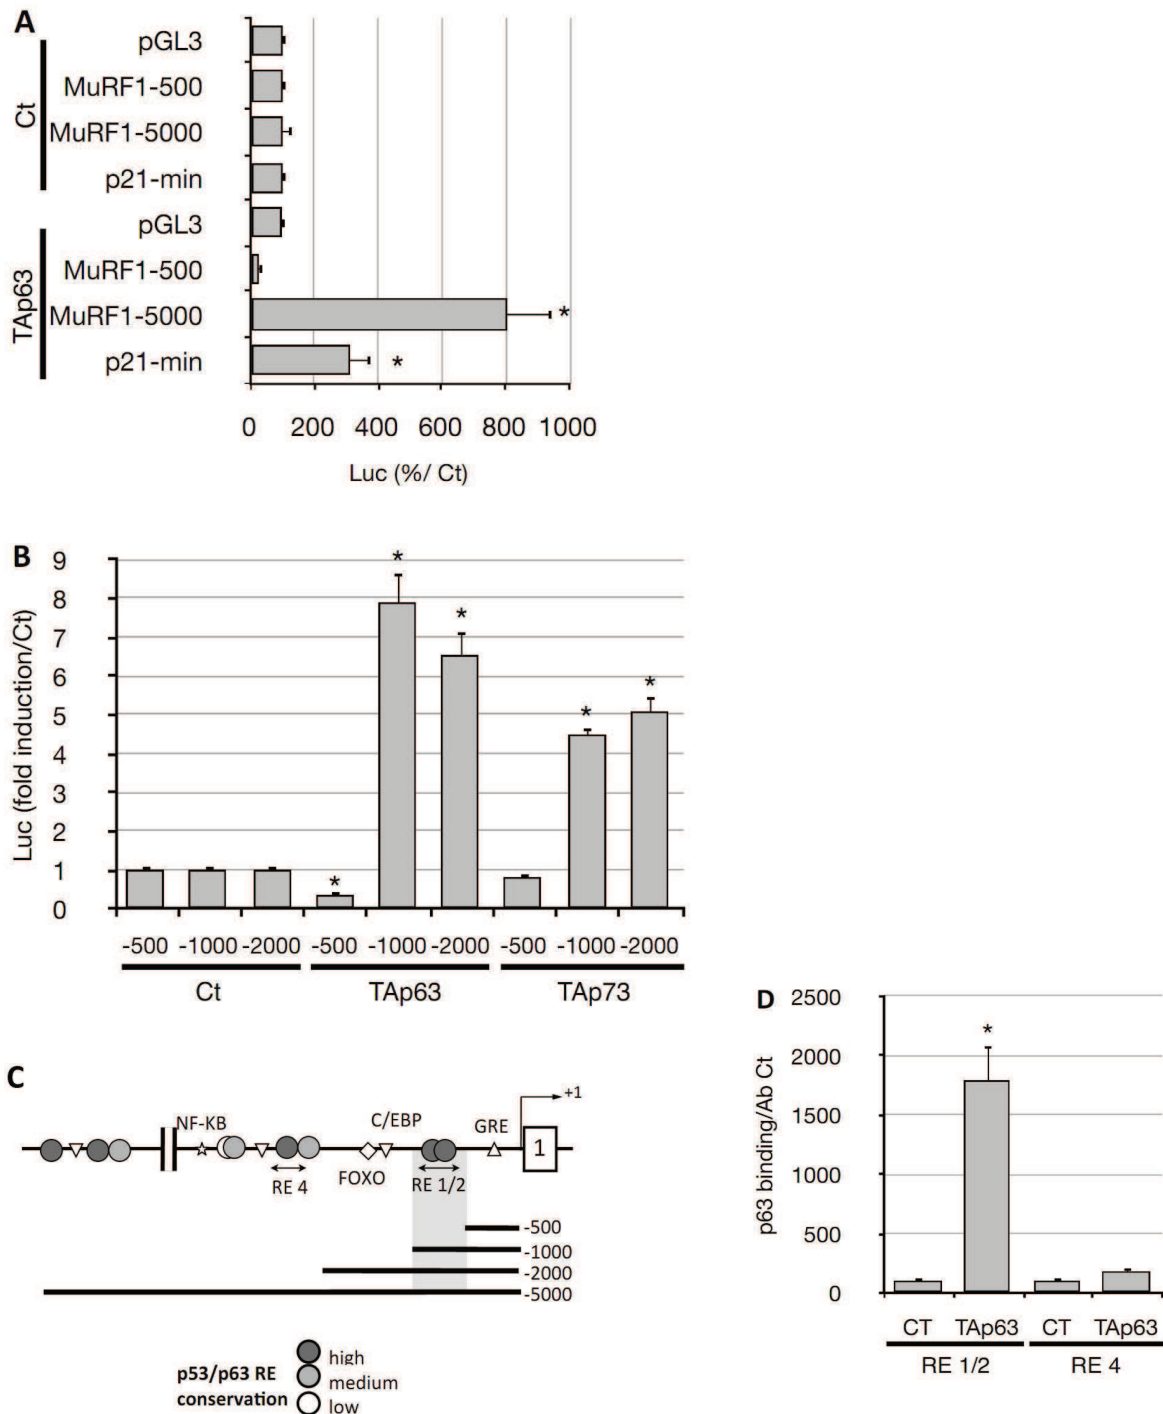 A
Ct
pGL3
MuRF1-500
MuRF1-5000
p21-min
TAp63
pGL3
MuRF1-500
MuRF1-5000
*
p21-min
*
0 200 400 600 800 1000
Luc (%/ Ct)
B
Luc (fold induction/Ct)
9
8
7
6
5
4
3
2
1
0
* * * * *
-500 -1000 -2000 -500 -1000 -2000 -500 -1000 -2000
Ct TAp63 TAp73
C
NF-KB
C/EBP
GRE
+1
1
RE 4
FOXO
RE 1/2
-500
-1000
-2000
-5000
p53/p63 RE
conservation
high
medium
low
D
p63 binding/Ab Ct
2500
2000
1500
1000
500
0
*
CT TAp63 CT TAp63
RE 1/2 RE 4